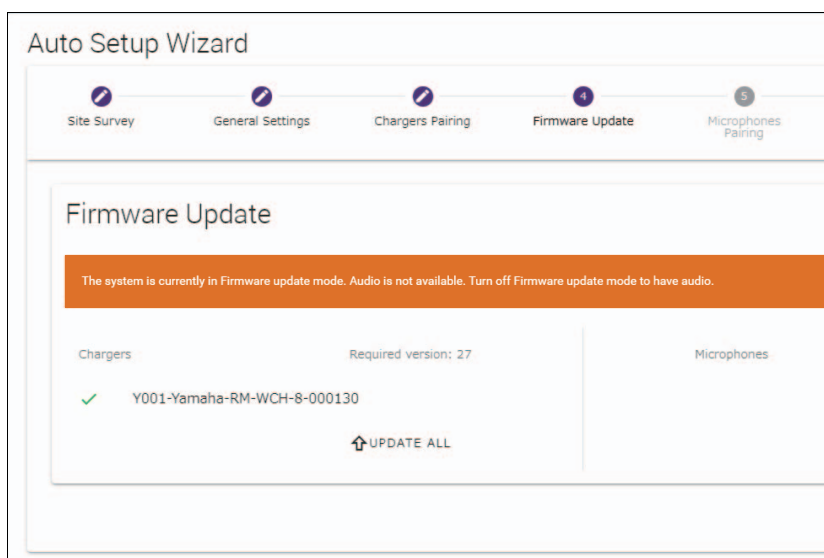 Auto Setup Wizard
Site Survey
General Settings
Chargers Pairing
4
Firmware Update
5
Microphones
Pairing
Firmware Update
The system is currently in Firmware update mode. Audio is not available. Turn off Firmware update mode to have audio.
Chargers Required version: 27 Microphones
Y001-Yamaha-RM-WCH-8-000130
UPDATE ALL